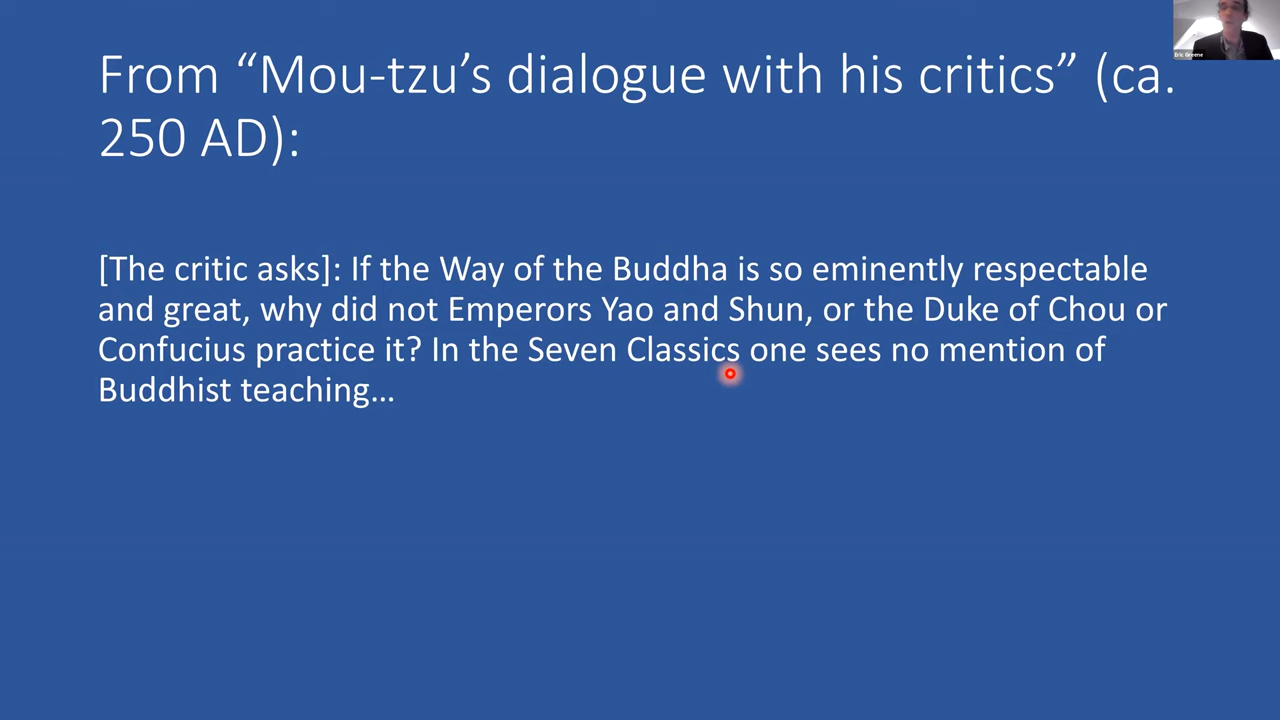 From “Mou-tzu’s dialogue with his critics” (ca.
250 AD):
[The critic asks]: If the Way of the Buddha is so eminently respectable
and great, why did not Emperors Yao and Shun, or the Duke of Chou or
Confucius practice it? In the Seven Classics one sees no mention of
Buddhist teaching…
Eric Greene